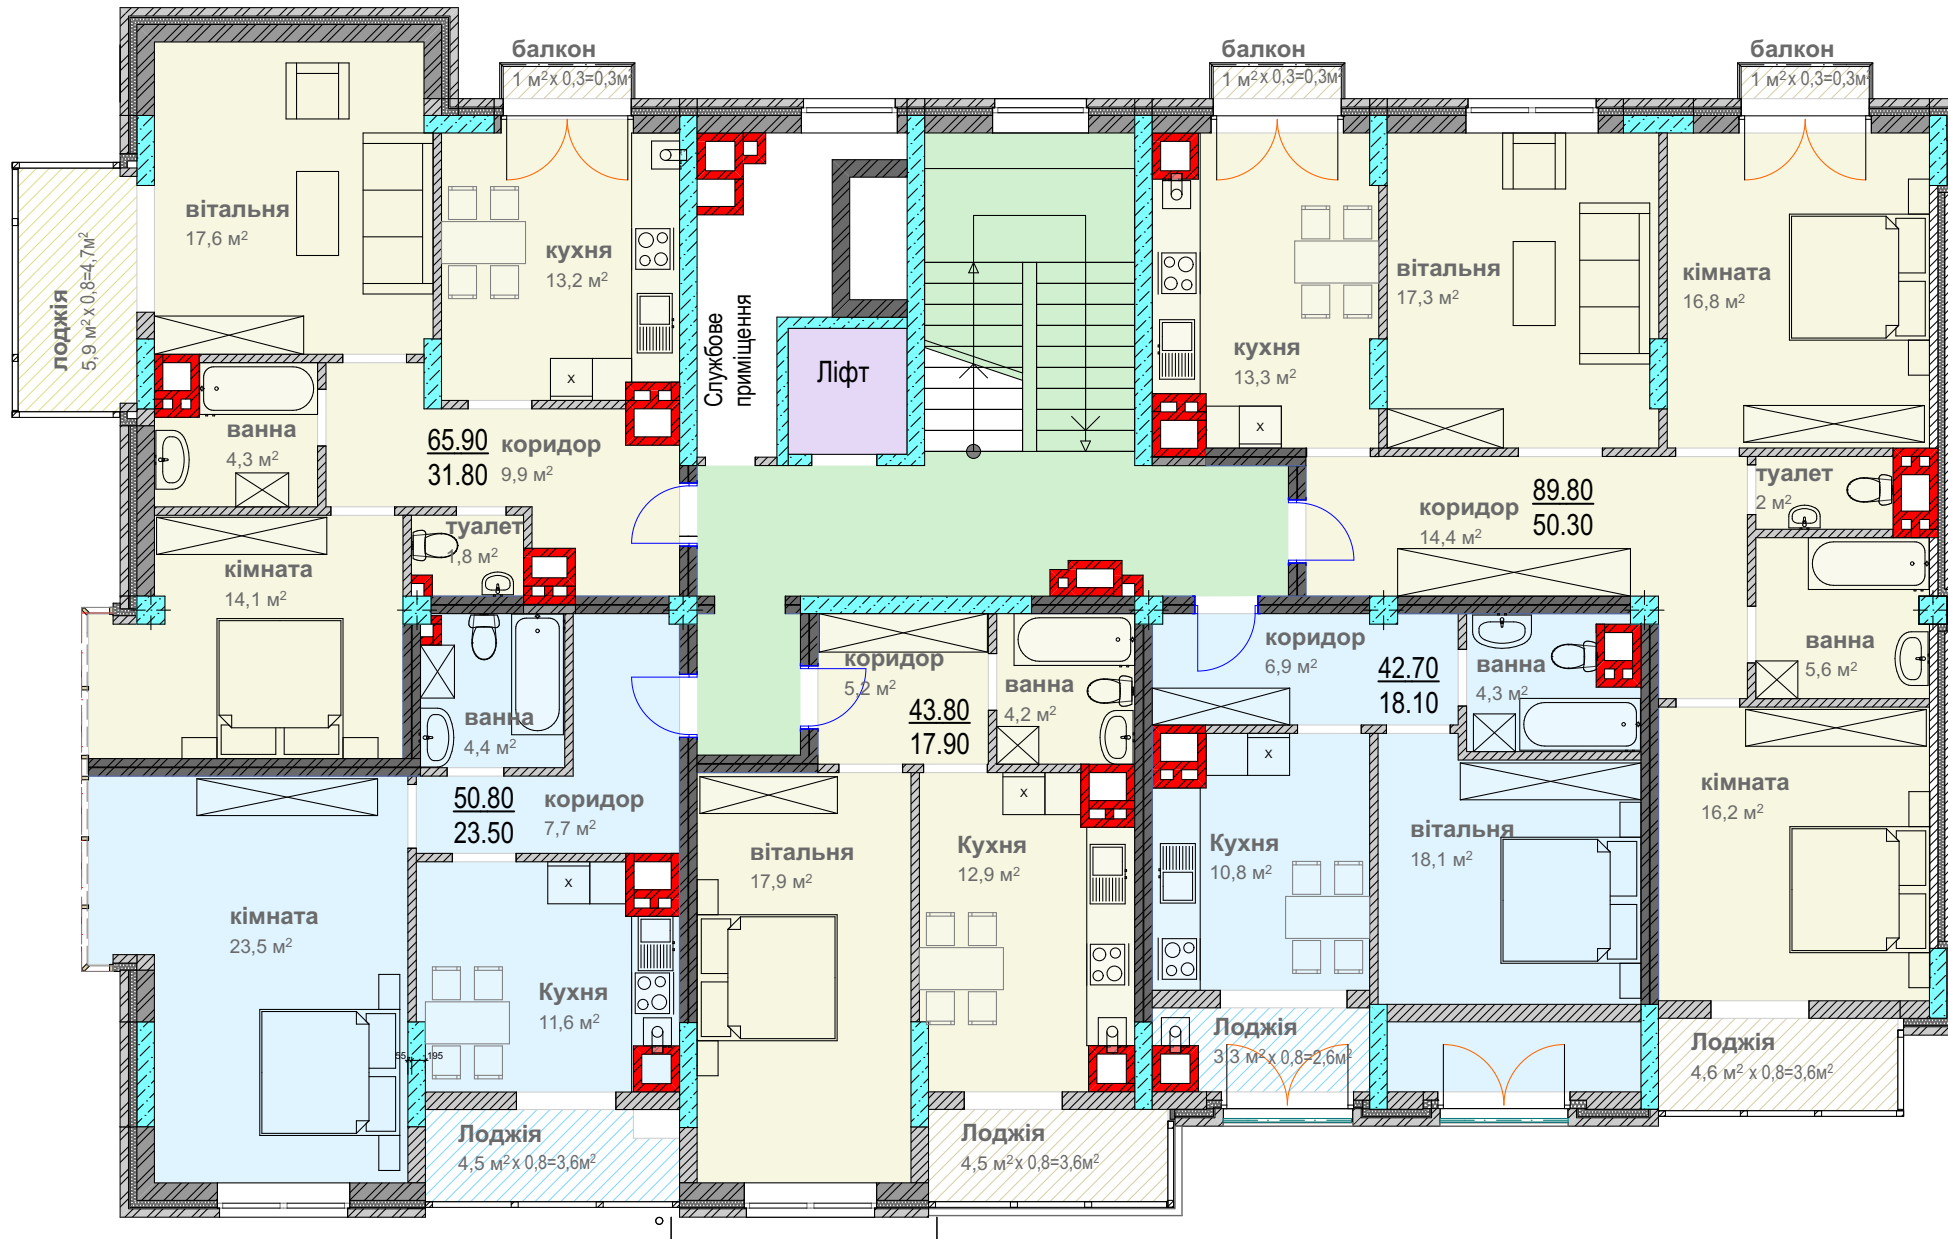 балкон
1 м² x 0,3=0,3м²
балкон
1 м² x 0,3=0,3м²
балкон
1 м² x 0,3=0,3м²
вітальня
17,6 м²
лоджія
5,9 м² x 0,8=4,7м²
кухня
13,2 м²
Службове
приміщення
Ліфт
кухня
13,3 м²
вітальня
17,3 м²
кімната
16,8 м²
x
x
ванна
4,3 м²
65.90
31.80
коридор
9,9 м²
туалет
1,8 м²
кімната
14,1 м²
коридор
14,4 м²
89.80
50.30
туалет
2 м²
ванна
5,6 м²
ванна
4,4 м²
50.80
23.50
коридор
7,7 м²
коридор
5,2 м²
43.80
17.90
ванна
4,2 м²
коридор
6,9 м²
42.70
18.10
ванна
4,3 м²
x
x
x
кімната
23,5 м²
Кухня
11,6 м²
55
195
вітальня
17,9 м²
Кухня
12,9 м²
Кухня
10,8 м²
вітальня
18,1 м²
кімната
16,2 м²
Лоджія
4,5 м² x 0,8=3,6м²
Лоджія
4,5 м² x 0,8=3,6м²
Лоджія
3,3 м² x 0,8=2,6м²
Лоджія
4,6 м² x 0,8=3,6м²